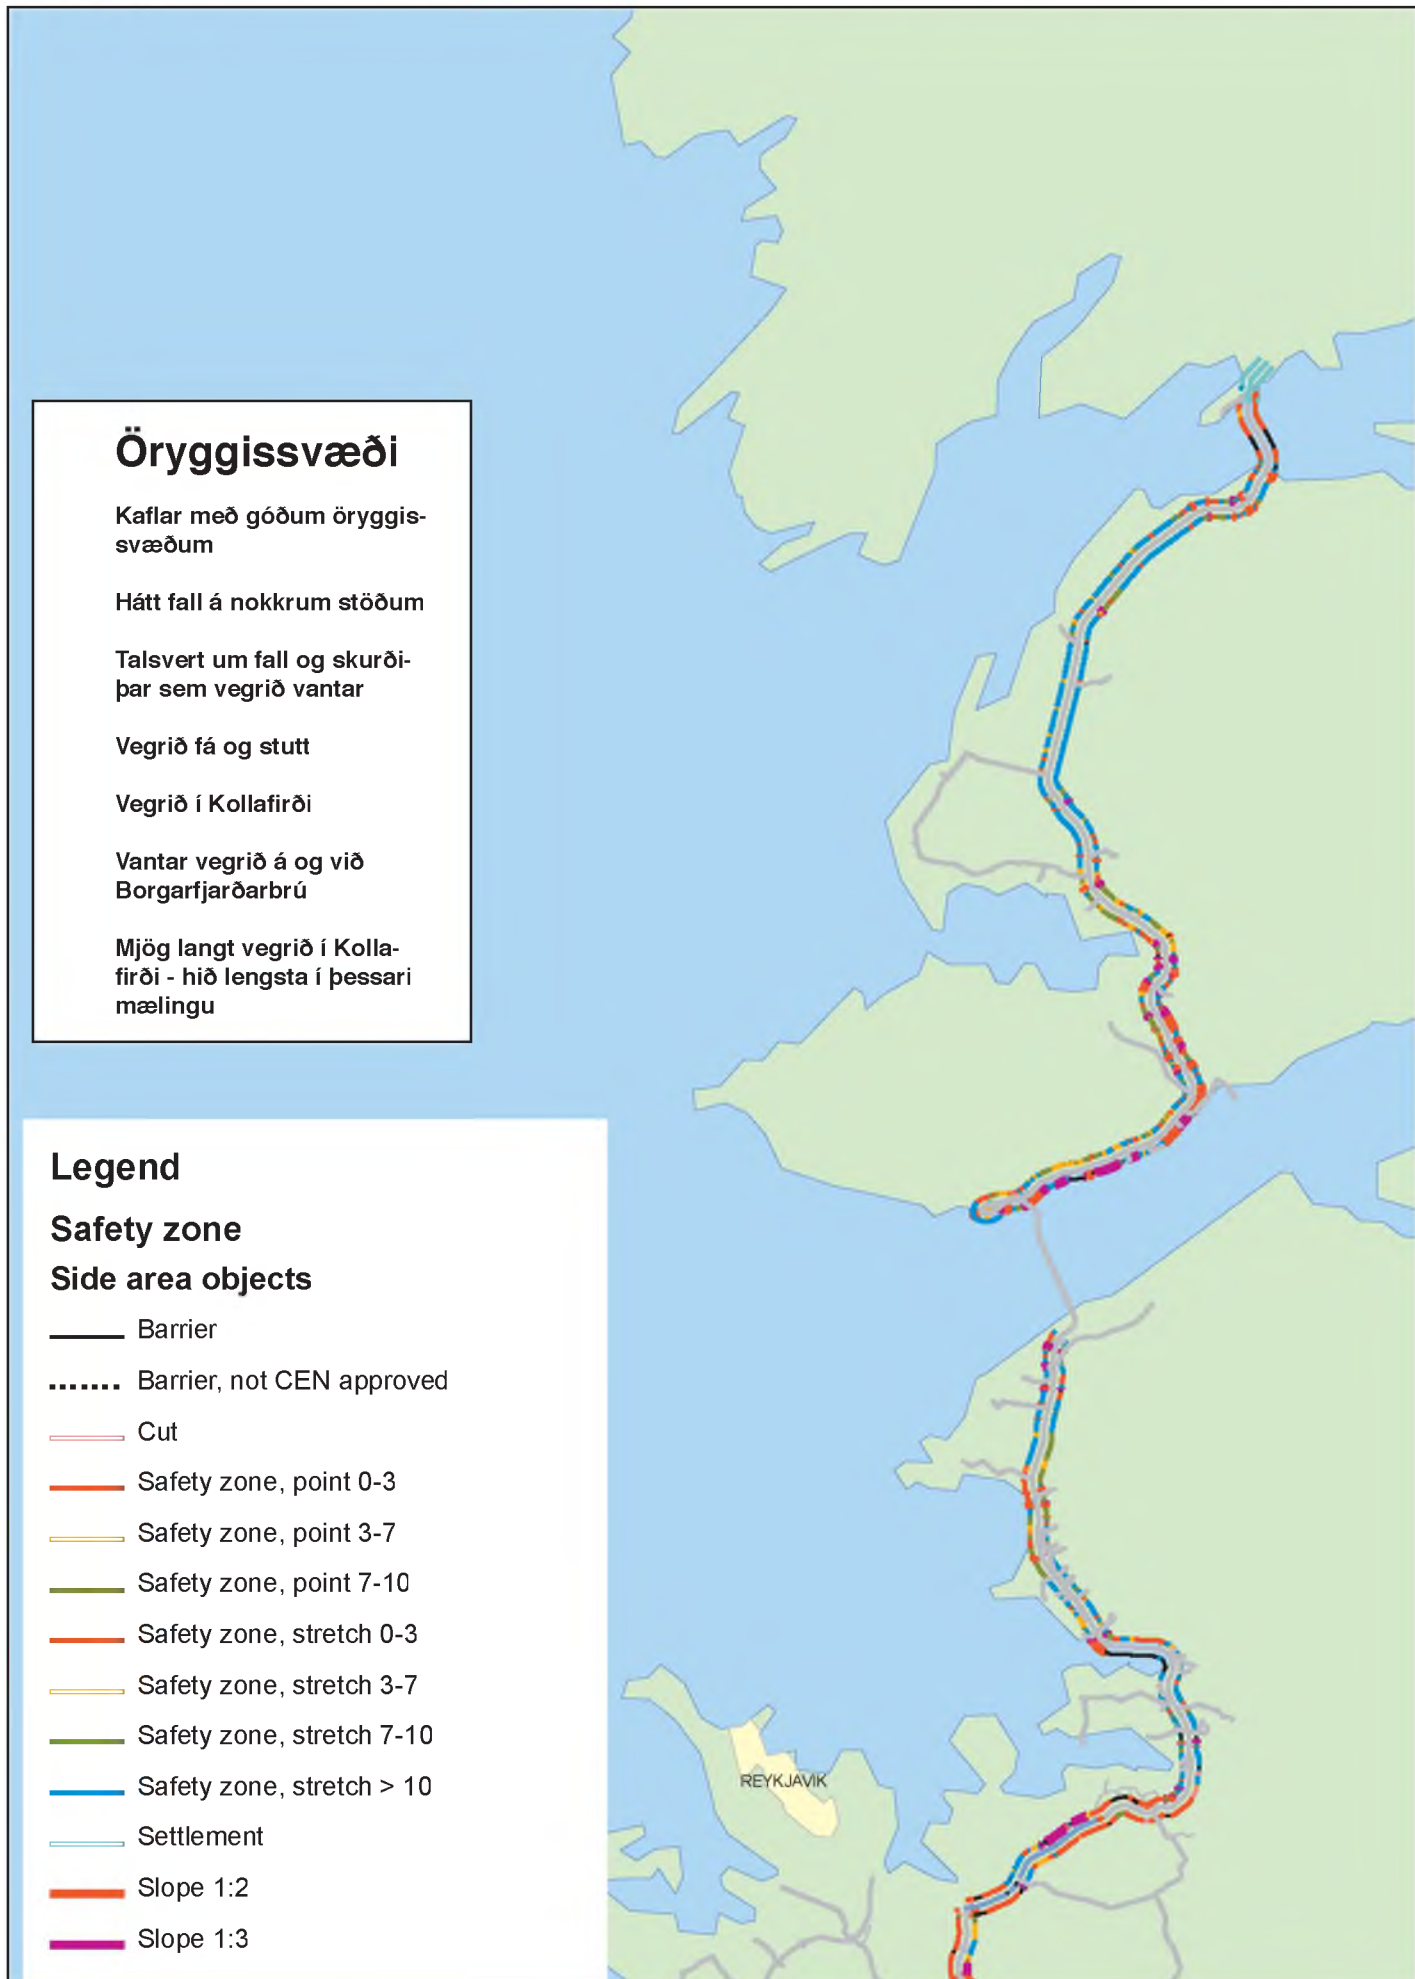 Öryggissvæði
Kaflar með góðum öryggis-
svæðum
Hátt fall á nokkrum stöðum
Talsvert um fall og skurði-
þar sem vegrið vantar
Vegrið fá og stutt
Vegrið í Kollafirði
Vantar vegrið á og við
Borgarfjarðarbrú
Mjög langt vegrið í Kolla-
firði - hið lengsta í þessari
mælingu
Legend
Safety zone
Side area objects
Barrier
Barrier, not CEN approved
Cut
Safety zone, point 0-3
Safety zone, point 3-7
Safety zone, point 7-10
Safety zone, stretch 0-3
Safety zone, stretch 3-7
Safety zone, stretch 7-10
Safety zone, stretch > 10
Settlement
Slope 1:2
Slope 1:3
REYKJAVIK